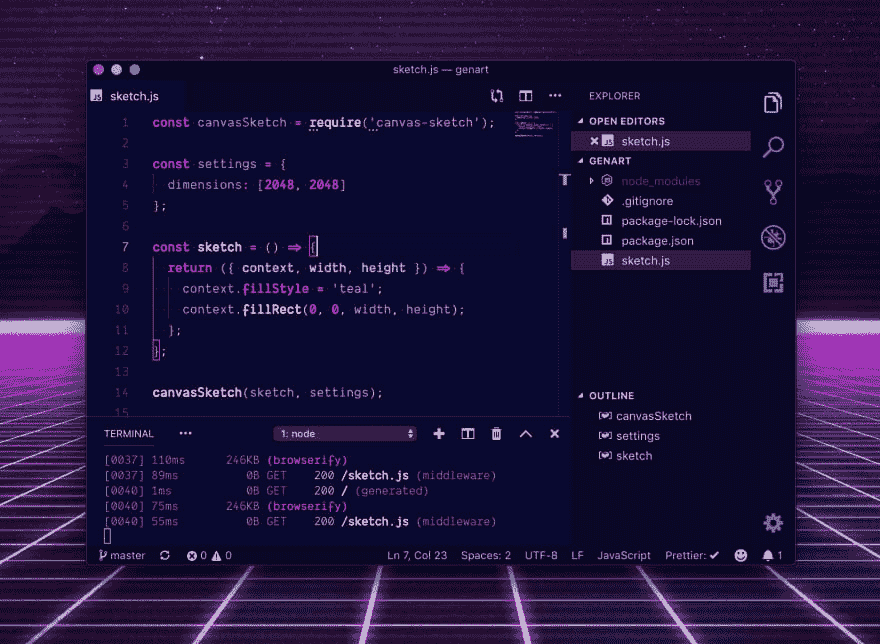 sketch.js — genart
sketch.js
1 const canvasSketch = require('canvas-sketch');
2
3 const settings = {
4 dimensions: [2048, 2048]
5 };
6
7 const sketch = () => {
8 return ({ context, width, height }) => {
9 context.fillStyle = 'teal';
10 context.fillRect(0, 0, width, height);
11 };
12 };
13
14 canvasSketch(sketch, settings);
15
EXPLORER
OPEN EDITORS
JS sketch.js
GENART
node_modules
.gitignore
package-lock.json
package.json
JS sketch.js
OUTLINE
canvasSketch
settings
sketch
TERMINAL
1: node
[0037] 110ms 246KB (browserify)
[0037] 89ms 0B GET 200 /sketch.js (middleware)
[0040] 1ms 0B GET 200 / (generated)
[0040] 75ms 246KB (browserify)
[0040] 55ms 0B GET 200 /sketch.js (middleware)
master 0 0 Ln 7, Col 23 Spaces: 2 UTF-8 LF JavaScript Prettier: ✓ 1